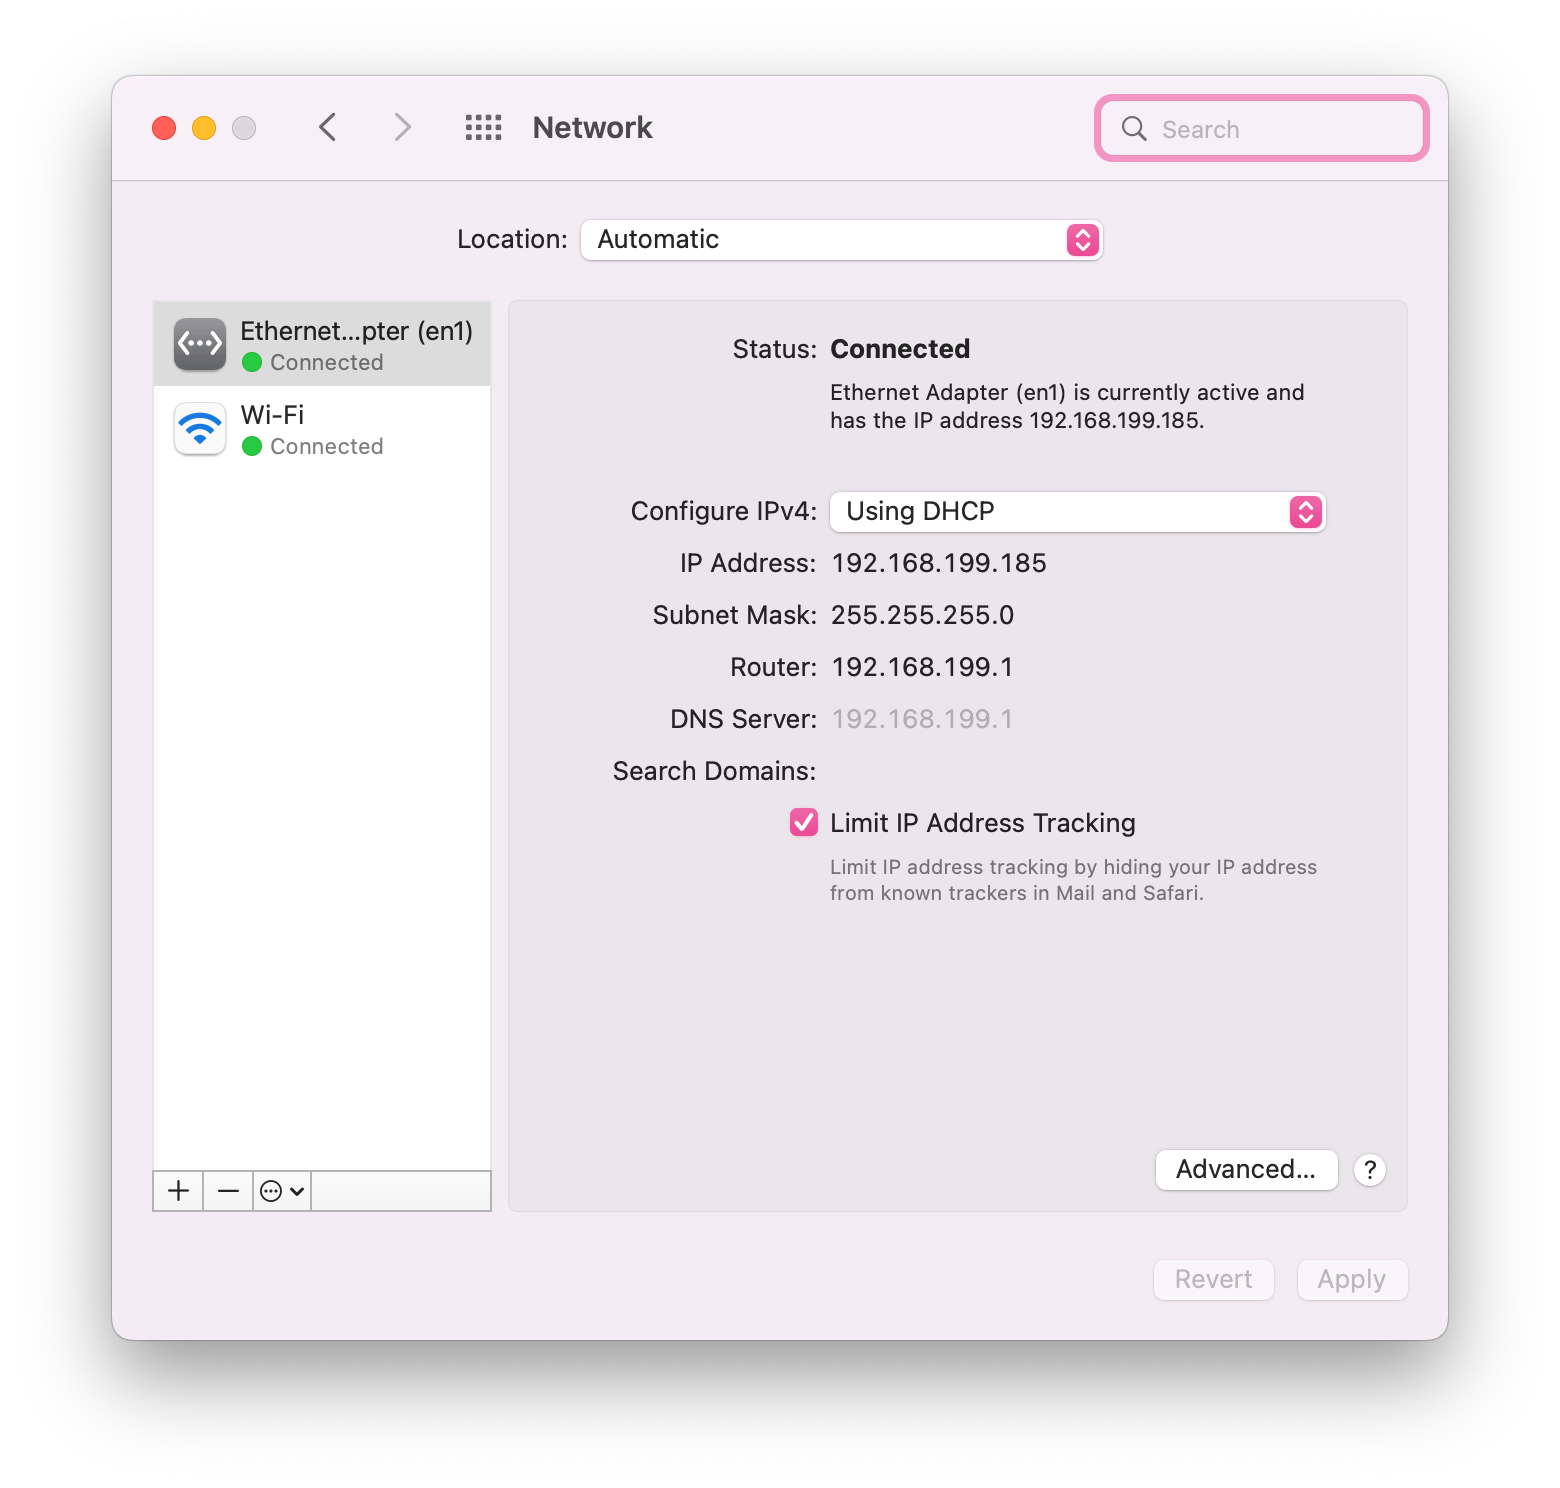 Network
Search
Location: Automatic
Ethernet...pter (en1)
Connected
Wi-Fi
Connected
Status: Connected
Ethernet Adapter (en1) is currently active and
has the IP address 192.168.199.185.
Configure IPv4: Using DHCP
IP Address: 192.168.199.185
Subnet Mask: 255.255.255.0
Router: 192.168.199.1
DNS Server: 192.168.199.1
Search Domains:
Limit IP Address Tracking
Limit IP address tracking by hiding your IP address
from known trackers in Mail and Safari.
Advanced... ?
Revert Apply